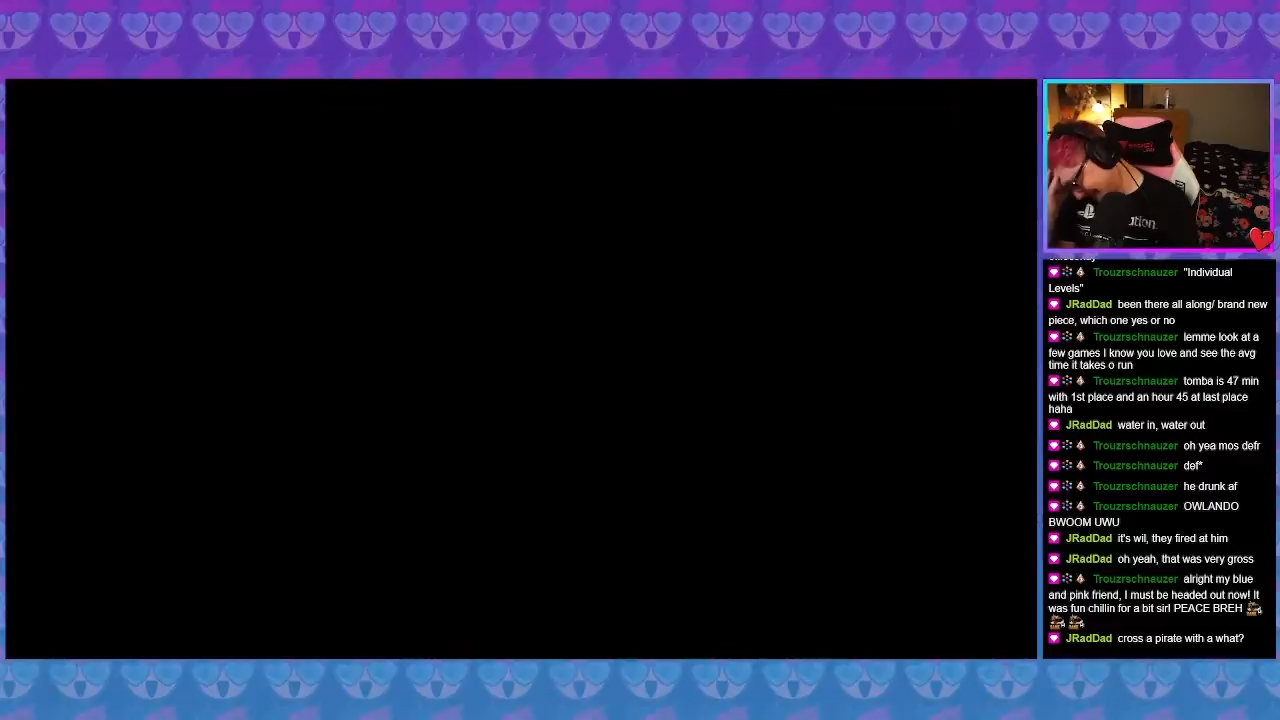 ation.
Trouzrschnauzer "Individual
Levels"
JRadDad been there all along/ brand new
piece, which one yes or no
Trouzrschnauzer lemme look at a
few games I know you love and see the avg
time it takes o run
Trouzrschnauzer tomba is 47 min
with 1st place and an hour 45 at last place
haha
JRadDad water in, water out
Trouzrschnauzer oh yea mos defr
Trouzrschnauzer def*
Trouzrschnauzer he drunk af
Trouzrschnauzer OWLANDO
BWOOM UWU
JRadDad it's wil, they fired at him
JRadDad oh yeah, that was very gross
Trouzrschnauzer alright my blue
and pink friend, I must be headed out now! It
was fun chillin for a bit sir! PEACE BREH
JRadDad cross a pirate with a what?